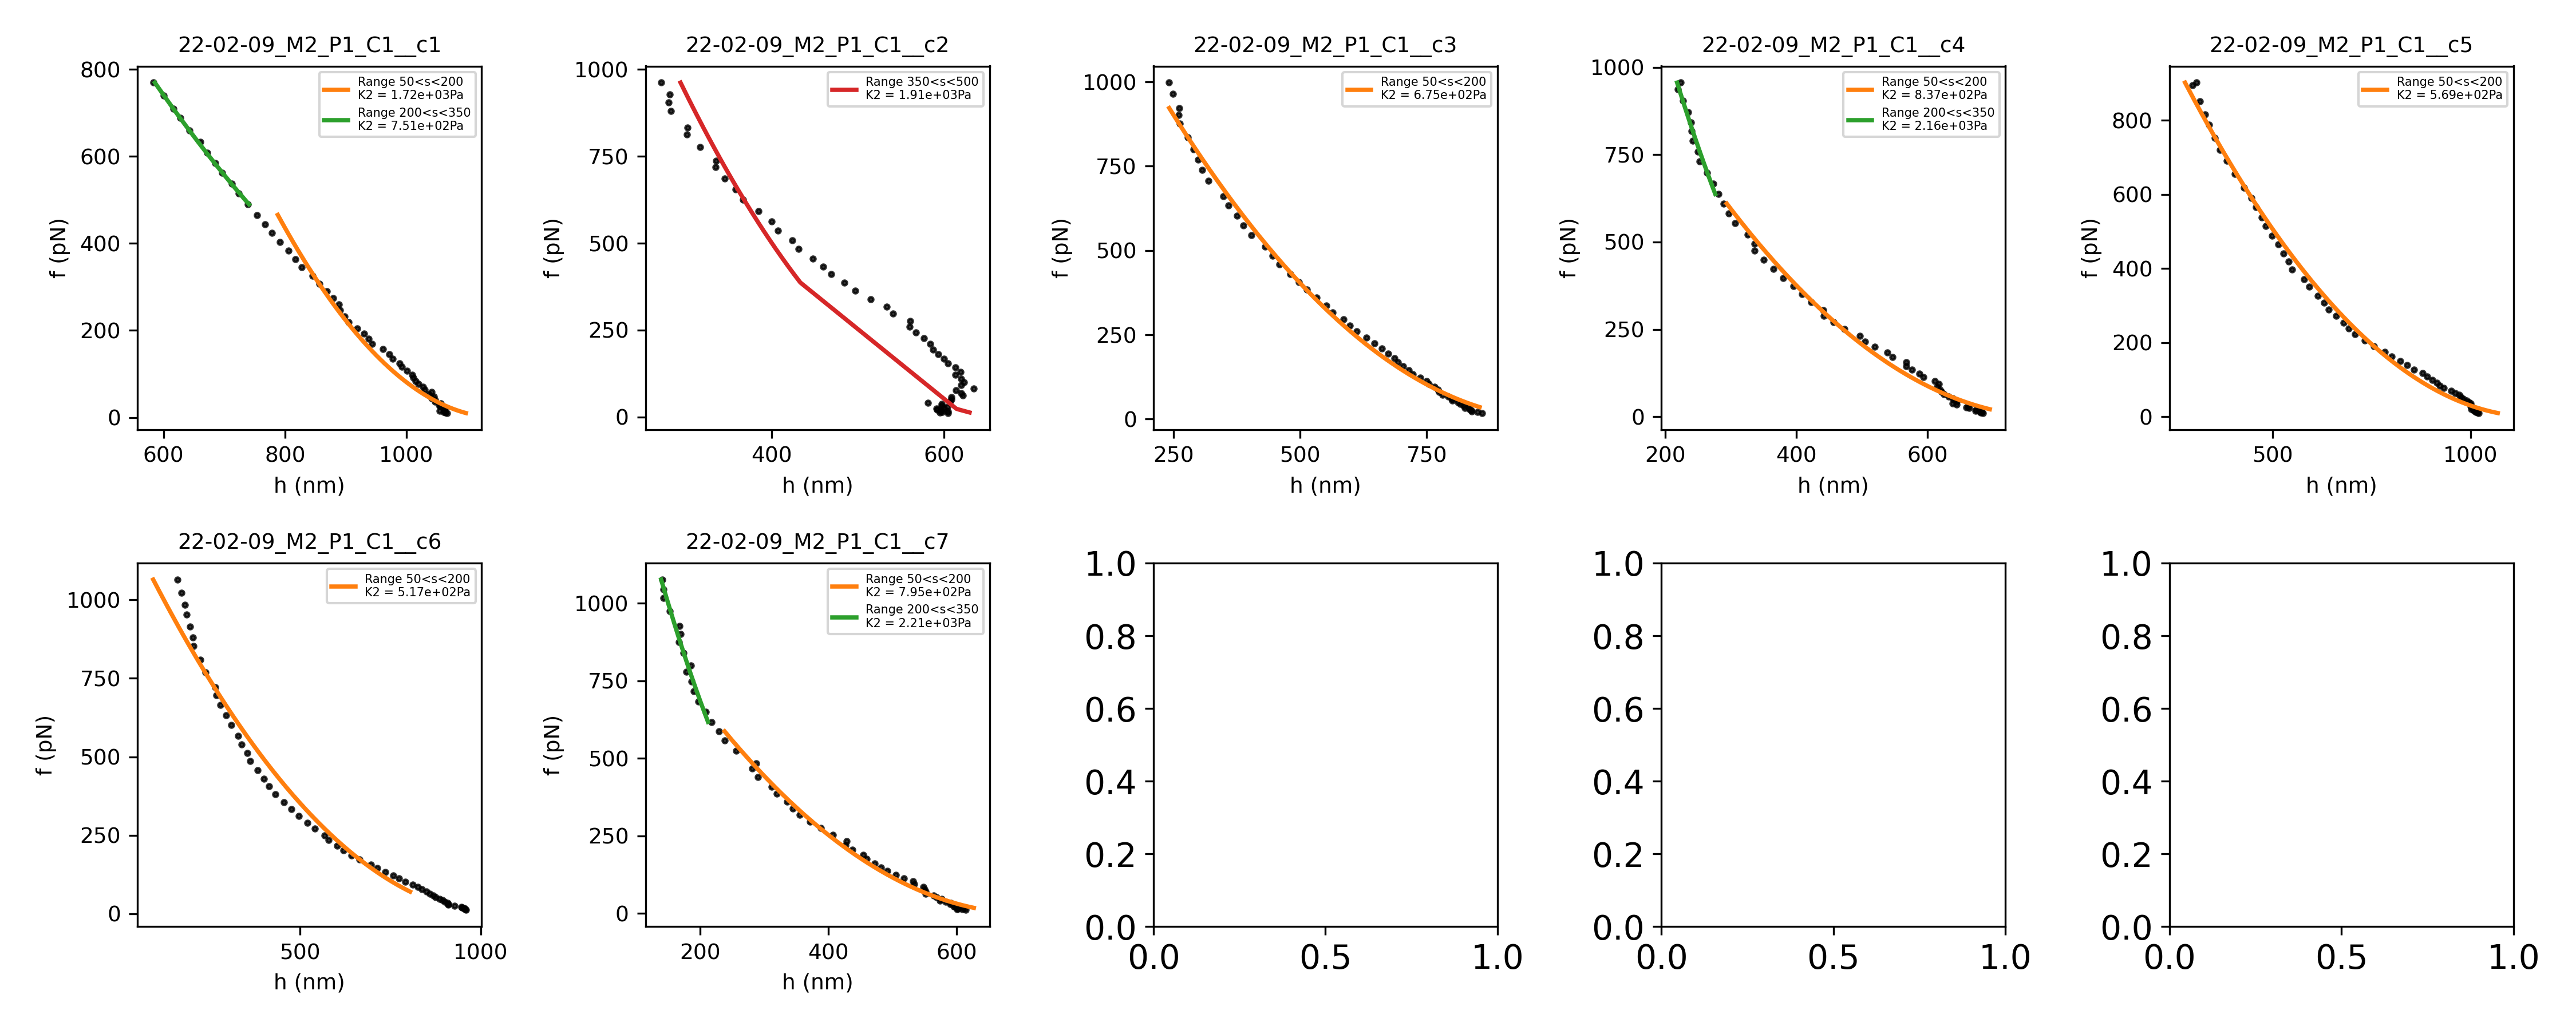 22-02-09_M2_P1_C1__c1
800
600
400
200
0
f (pN)
600 800 1000
h (nm)
Range 50<s<200
K2 = 1.72e+03Pa
Range 200<s<350
K2 = 7.51e+02Pa
22-02-09_M2_P1_C1__c2
1000
750
500
250
0
f (pN)
400 600
h (nm)
Range 350<s<500
K2 = 1.91e+03Pa
22-02-09_M2_P1_C1__c3
1000
750
500
250
0
f (pN)
250 500 750
h (nm)
Range 50<s<200
K2 = 6.75e+02Pa
22-02-09_M2_P1_C1__c4
1000
750
500
250
0
f (pN)
200 400 600
h (nm)
Range 50<s<200
K2 = 8.37e+02Pa
Range 200<s<350
K2 = 2.16e+03Pa
22-02-09_M2_P1_C1__c5
800
600
400
200
0
f (pN)
500 1000
h (nm)
Range 50<s<200
K2 = 5.69e+02Pa
22-02-09_M2_P1_C1__c6
1000
750
500
250
0
f (pN)
500 1000
h (nm)
Range 50<s<200
K2 = 5.17e+02Pa
22-02-09_M2_P1_C1__c7
1000
750
500
250
0
f (pN)
200 400 600
h (nm)
Range 50<s<200
K2 = 7.95e+02Pa
Range 200<s<350
K2 = 2.21e+03Pa
1.0
0.8
0.6
0.4
0.2
0.0
0.0 0.5 1.0
1.0
0.8
0.6
0.4
0.2
0.0
0.0 0.5 1.0
1.0
0.8
0.6
0.4
0.2
0.0
0.0 0.5 1.0